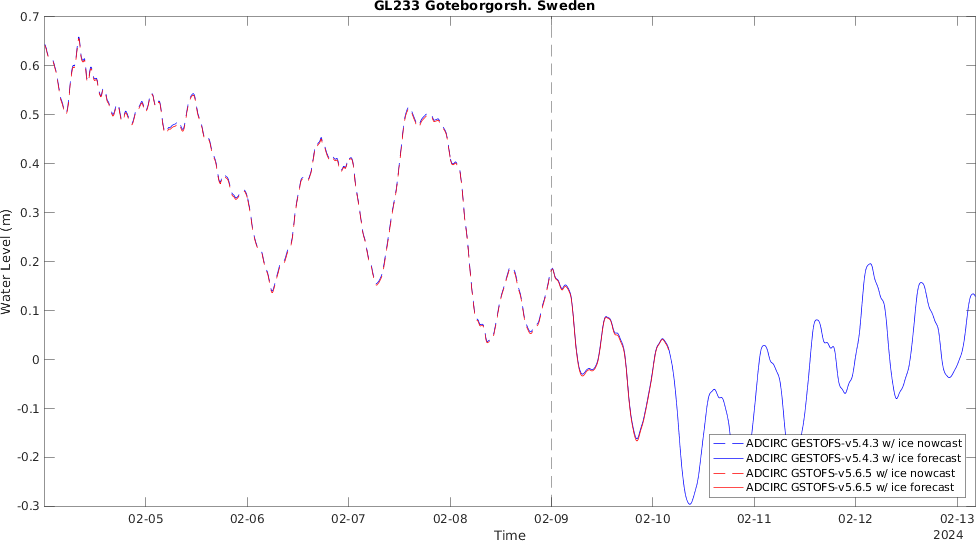 GL233 Goteborgorsh. Sweden
0.7
0.6
0.5
0.4
0.3
0.2
0.1
0
-0.1
-0.2
-0.3
Water Level (m)
ADCIRC GESTOFS-v5.4.3 w/ ice nowcast
ADCIRC GESTOFS-v5.4.3 w/ ice forecast
ADCIRC GSTOFS-v5.6.5 w/ ice nowcast
ADCIRC GSTOFS-v5.6.5 w/ ice forecast
02-05 02-06 02-07 02-08 02-09 02-10 02-11 02-12 02-13
Time 2024